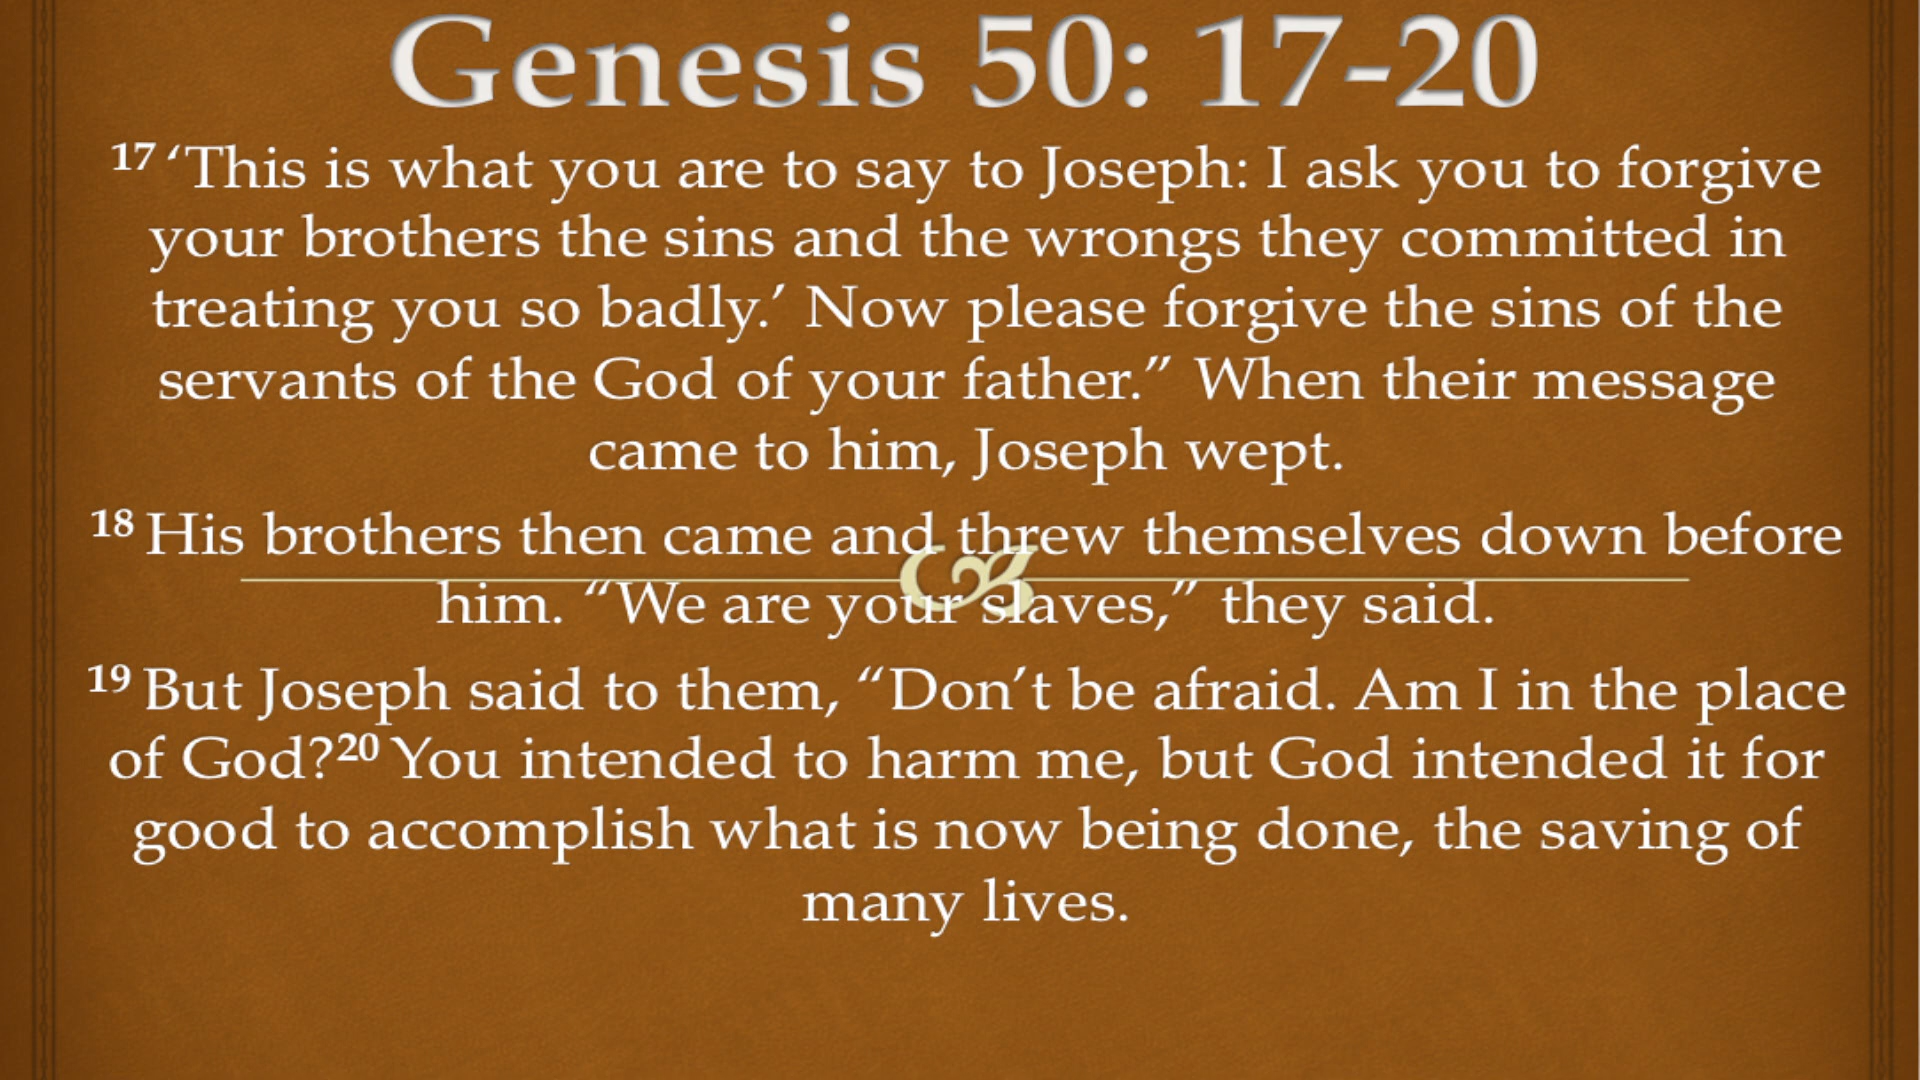 Genesis 50: 17-20
17 ‘This is what you are to say to Joseph: I ask you to forgive
your brothers the sins and the wrongs they committed in
treating you so badly.’ Now please forgive the sins of the
servants of the God of your father.” When their message
came to him, Joseph wept.
18 His brothers then came and threw themselves down before
him. “We are your slaves,” they said.
19 But Joseph said to them, “Don’t be afraid. Am I in the place
of God?20 You intended to harm me, but God intended it for
good to accomplish what is now being done, the saving of
many lives.